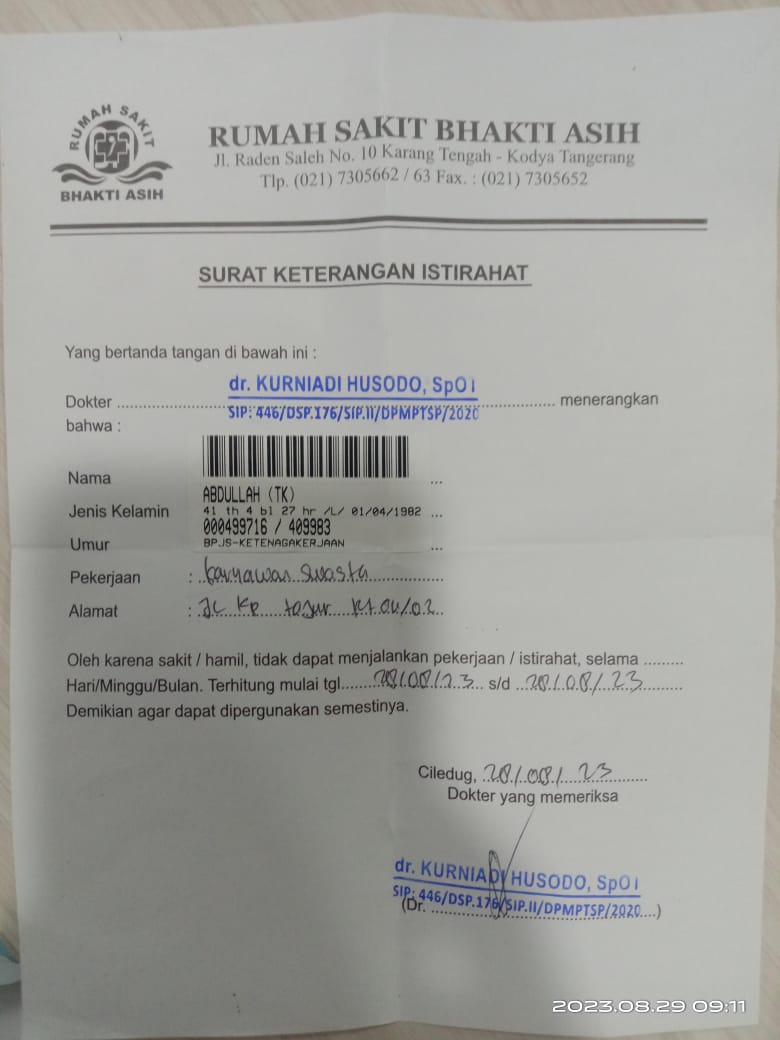 RUMAH SAKIT
BHAKTI ASIH
RUMAH SAKIT BHAKTI ASIH
Jl. Raden Saleh No. 10 Karang Tengah - Kodya Tangerang
Tlp. (021) 7305662 / 63 Fax. : (021) 7305652
SURAT KETERANGAN ISTIRAHAT
Yang bertanda tangan di bawah ini :
dr. KURNIADI HUSODO, SpOT
Dokter ........ menerangkan
SIP: 446/DSP.176/SIP.II/DPMPTSP/2020
bahwa :
Nama ...
ABDULLAH (TK)
Jenis Kelamin 41 th 4 bl 27 hr /L/ 01/04/1982 ...
000499716 / 409983
Umur BPJS-KETENAGAKERJAAN ...
Pekerjaan : karyawan swasta
Alamat : JL KP tajur Rt 04/02
Oleh karena sakit / hamil, tidak dapat menjalankan pekerjaan / istirahat, selama .........
Hari/Minggu/Bulan. Terhitung mulai tgl. 28/08/23 s/d 28/08/23
Demikian agar dapat dipergunakan semestinya.
Ciledug, 28/08/23
Dokter yang memeriksa
dr. KURNIADI HUSODO, SpOT
SIP: 446/DSP.176/SIP.II/DPMPTSP/2020
(Dr. ........)
2023.08.29 09:11